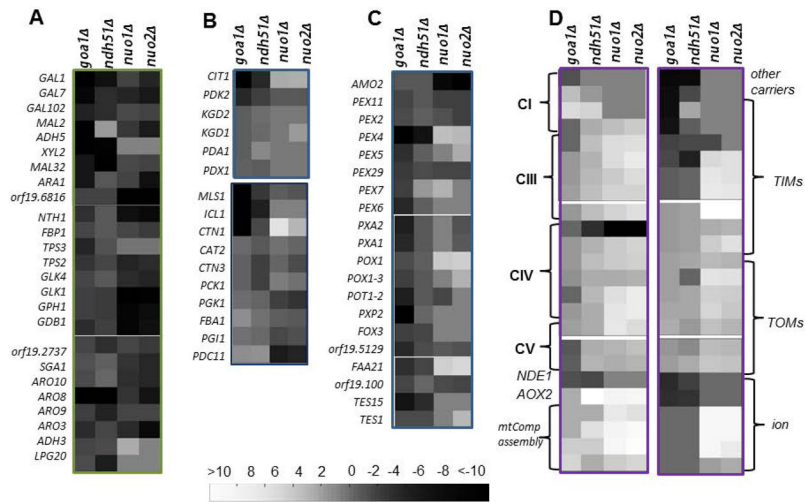 A
goa1Δ ndh51Δ nuo1Δ nuo2Δ
GAL1
GAL7
GAL102
MAL2
ADH5
XYL2
MAL32
ARA1
orf19.6816
NTH1
FBP1
TPS3
TPS2
GLK4
GLK1
GPH1
GDB1
orf19.2737
SGA1
ARO10
ARO8
ARO9
ARO3
ADH3
LPG20
B
goa1Δ ndh51Δ nuo1Δ nuo2Δ
CIT1
PDK2
KGD2
KGD1
PDA1
PDX1
MLS1
ICL1
CTN1
CAT2
CTN3
PCK1
PGK1
FBA1
PGI1
PDC11
C
goa1Δ ndh51Δ nuo1Δ nuo2Δ
AMO2
PEX11
PEX2
PEX4
PEX5
PEX29
PEX7
PEX6
PXA2
PXA1
POX1
POX1-3
POT1-2
PXP2
FOX3
orf19.5129
FAA21
orf19.100
TES15
TES1
D
goa1Δ ndh51Δ nuo1Δ nuo2Δ
goa1Δ ndh51Δ nuo1Δ nuo2Δ
CI
CIII
CIV
CV
NDE1
AOX2
mtComp
assembly
other
carriers
TIMs
TOMs
ion
>10 8 6 4 2 0 -2 -4 -6 -8 <-10